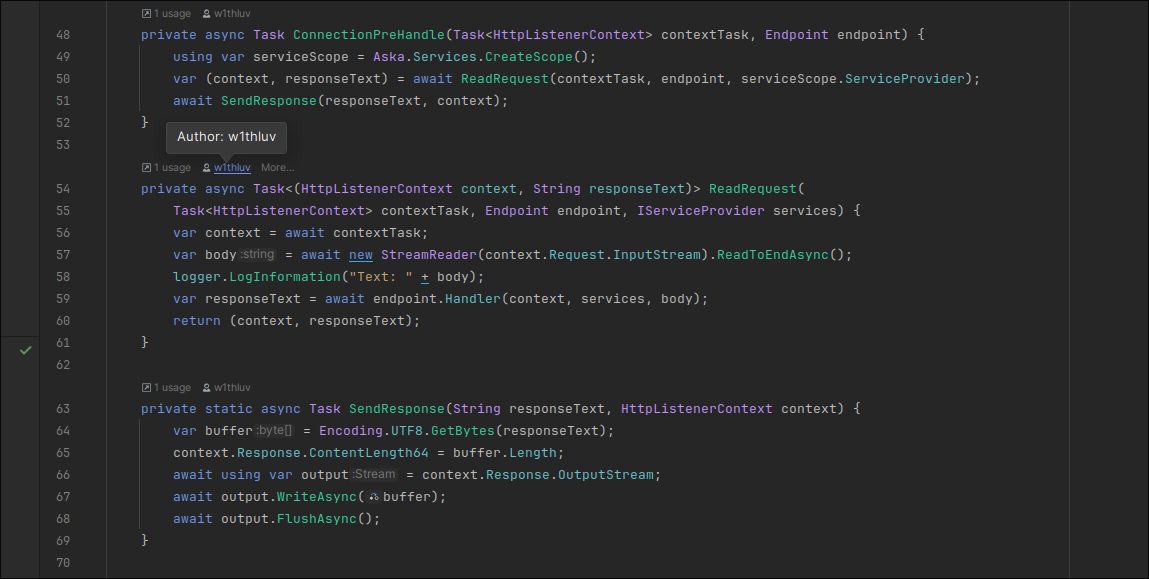 1 usage w1thluv
48 private async Task ConnectionPreHandle(Task<HttpListenerContext> contextTask, Endpoint endpoint) {
49 using var serviceScope = Aska.Services.CreateScope();
50 var (context, responseText) = await ReadRequest(contextTask, endpoint, serviceScope.ServiceProvider);
51 await SendResponse(responseText, context);
52 }
Author: w1thluv
53
1 usage w1thluv More...
54 private async Task<(HttpListenerContext context, String responseText)> ReadRequest(
55 Task<HttpListenerContext> contextTask, Endpoint endpoint, IServiceProvider services) {
56 var context = await contextTask;
57 var body :string = await new StreamReader(context.Request.InputStream).ReadToEndAsync();
58 logger.LogInformation("Text: " + body);
59 var responseText = await endpoint.Handler(context, services, body);
60 return (context, responseText);
61 }
62
1 usage w1thluv
63 private static async Task SendResponse(String responseText, HttpListenerContext context) {
64 var buffer :byte[] = Encoding.UTF8.GetBytes(responseText);
65 context.Response.ContentLength64 = buffer.Length;
66 await using var output :Stream = context.Response.OutputStream;
67 await output.WriteAsync(buffer);
68 await output.FlushAsync();
69 }
70